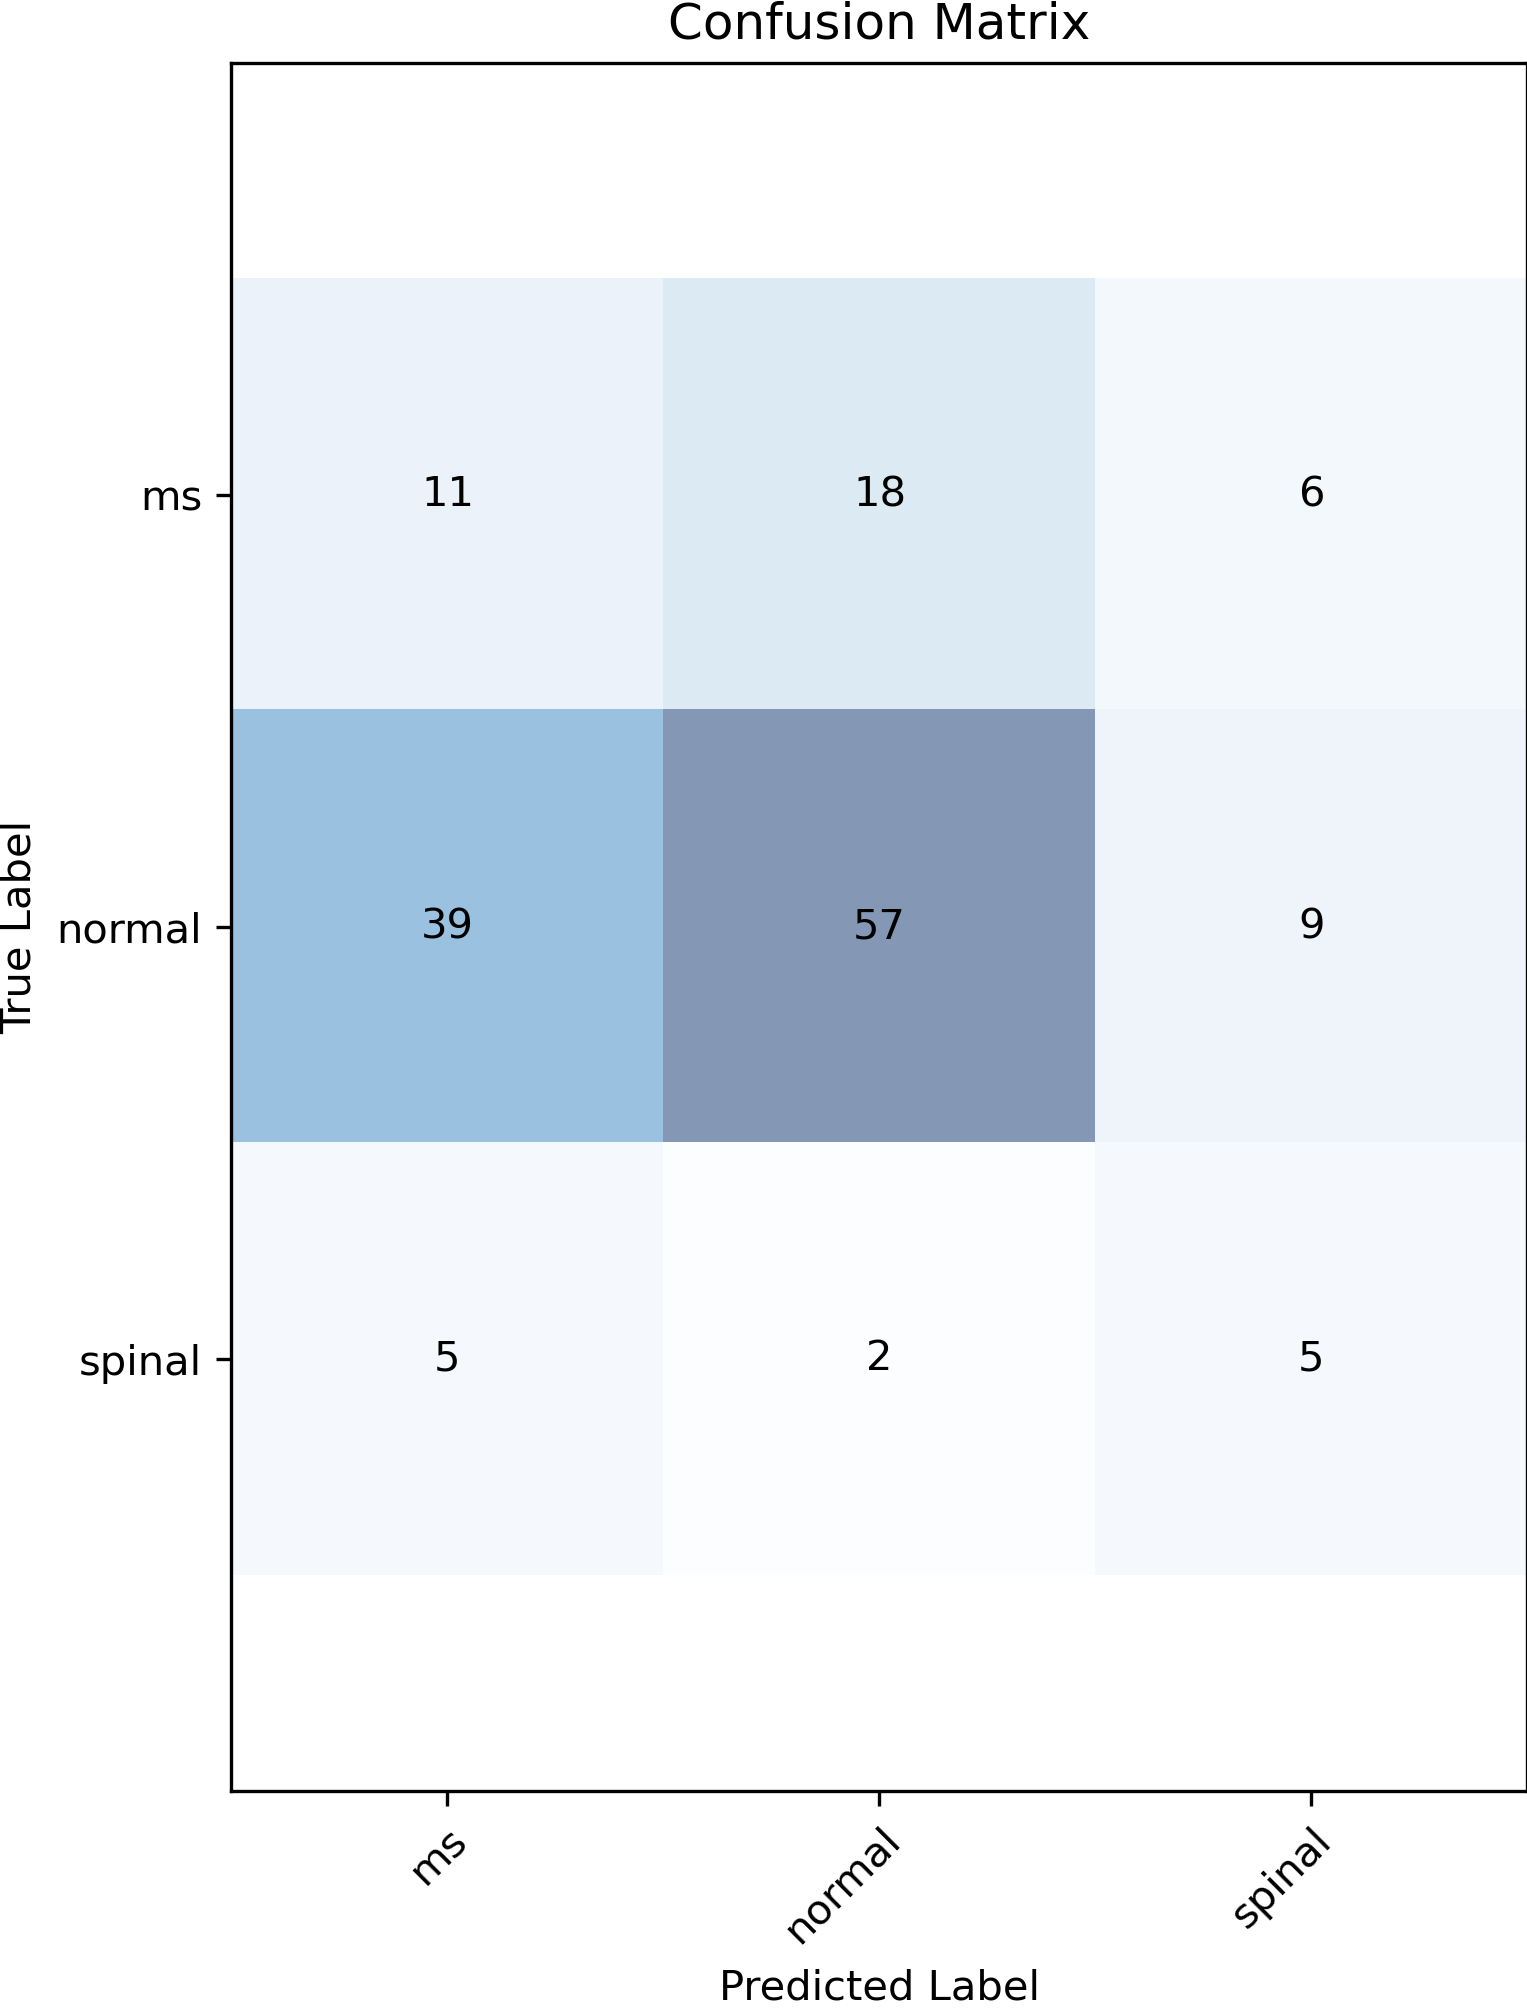 Confusion Matrix
True Label
ms
11 18 6
normal
39 57 9
spinal
5 2 5
ms normal spinal
Predicted Label